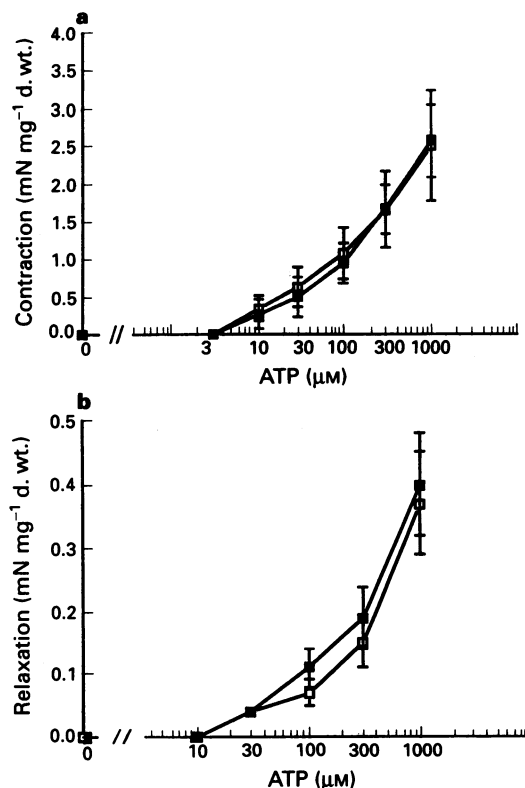 a
Contraction (mN mg⁻¹ d. wt.)
4.0
3.5
3.0
2.5
2.0
1.5
1.0
0.5
0.0
0 // 3 10 30 100 300 1000
ATP (μM)
b
Relaxation (mN mg⁻¹ d. wt.)
0.5
0.4
0.3
0.2
0.1
0.0
0 // 10 30 100 300 1000
ATP (μM)